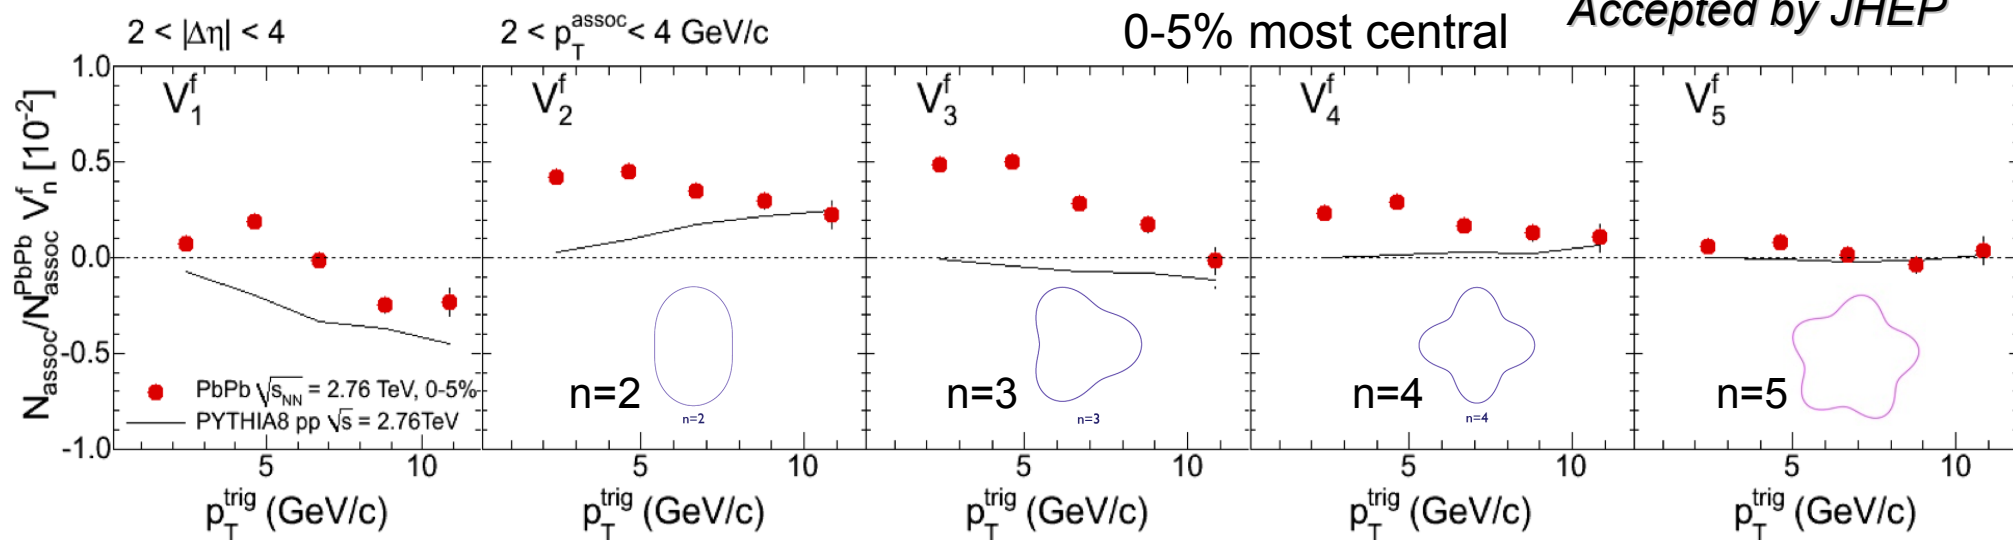 2 < |Δη| < 4
2 < p_T^assoc < 4 GeV/c
0-5% most central
Accepted by JHEP
N_assoc/N_assoc^PbPb V_n^f [10^-2]
1.0
0.5
0.0
-0.5
-1.0
V_1^f
V_2^f
V_3^f
V_4^f
V_5^f
PbPb √s_NN = 2.76 TeV, 0-5%
PYTHIA8 pp √s = 2.76TeV
n=2
n=2
n=3
n=3
n=4
n=4
n=5
5 10
5 10
5 10
5 10
5 10
p_T^trig (GeV/c)
p_T^trig (GeV/c)
p_T^trig (GeV/c)
p_T^trig (GeV/c)
p_T^trig (GeV/c)